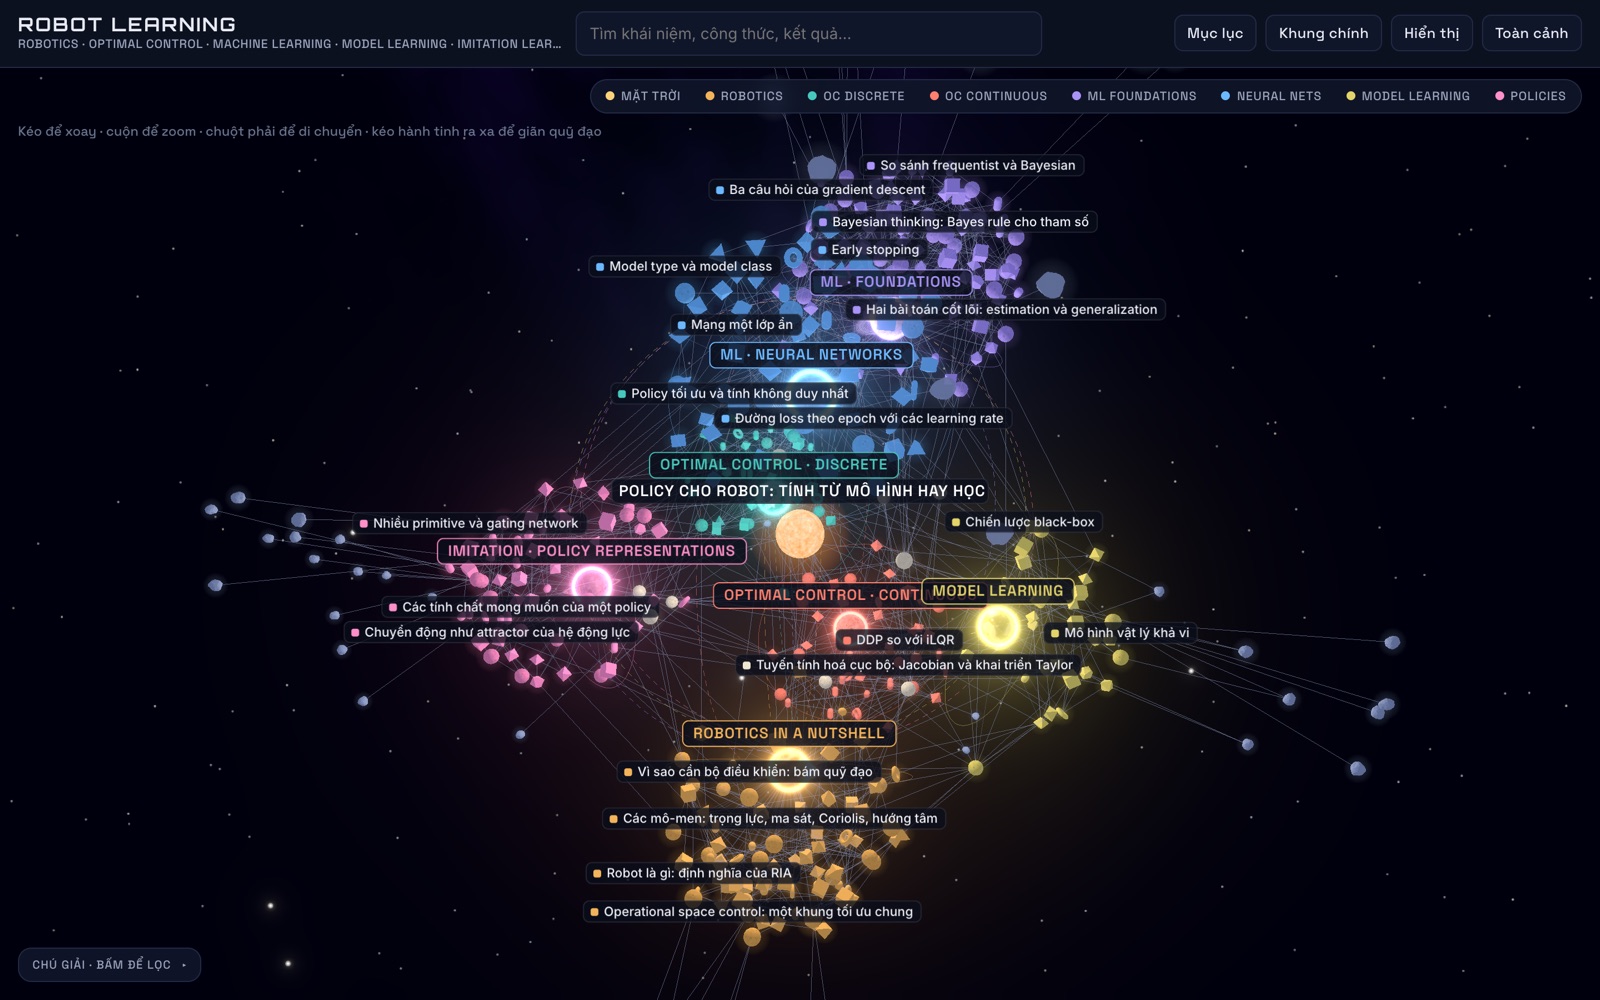 ROBOT LEARNING
ROBOTICS · OPTIMAL CONTROL · MACHINE LEARNING · MODEL LEARNING · IMITATION LEAR...
Tìm khái niệm, công thức, kết quả...
Mục lục
Khung chính
Hiển thị
Toàn cảnh
MẶT TRỜI
ROBOTICS
OC DISCRETE
OC CONTINUOUS
ML FOUNDATIONS
NEURAL NETS
MODEL LEARNING
POLICIES
Kéo để xoay · cuộn để zoom · chuột phải để di chuyển · kéo hành tinh ra xa để giãn quỹ đạo
So sánh frequentist và Bayesian
Ba câu hỏi của gradient descent
Bayesian thinking: Bayes rule cho tham số
Early stopping
Model type và model class
ML · FOUNDATIONS
Hai bài toán cốt lõi: estimation và generalization
Mạng một lớp ẩn
ML · NEURAL NETWORKS
Policy tối ưu và tính không duy nhất
Đường loss theo epoch với các learning rate
OPTIMAL CONTROL · DISCRETE
POLICY CHO ROBOT: TÍNH TỪ MÔ HÌNH HAY HỌC
Nhiều primitive và gating network
Chiến lược black-box
IMITATION · POLICY REPRESENTATIONS
OPTIMAL CONTROL · CONT
MODEL LEARNING
Các tính chất mong muốn của một policy
Chuyển động như attractor của hệ động lực
Mô hình vật lý khả vi
DDP so với iLQR
Tuyến tính hoá cục bộ: Jacobian và khai triển Taylor
ROBOTICS IN A NUTSHELL
Vì sao cần bộ điều khiển: bám quỹ đạo
Các mô-men: trọng lực, ma sát, Coriolis, hướng tâm
Robot là gì: định nghĩa của RIA
Operational space control: một khung tối ưu chung
CHÚ GIẢI · BẤM ĐỂ LỌC